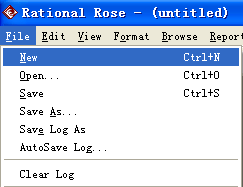 Rational Rose - (untitled)
File Edit View Format Browse Report
New Ctrl+N
Open... Ctrl+O
Save Ctrl+S
Save As...
Save Log As
AutoSave Log...
Clear Log